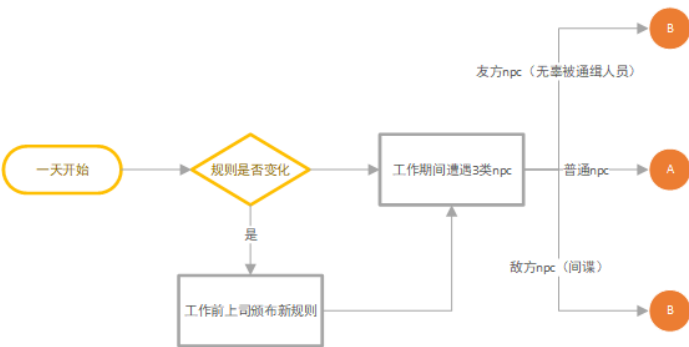 B
友方npc（无辜被通缉人员）
一天开始
规则是否变化
工作期间遭遇3类npc
普通npc
A
是
敌方npc（间谍）
工作前上司颁布新规则
B